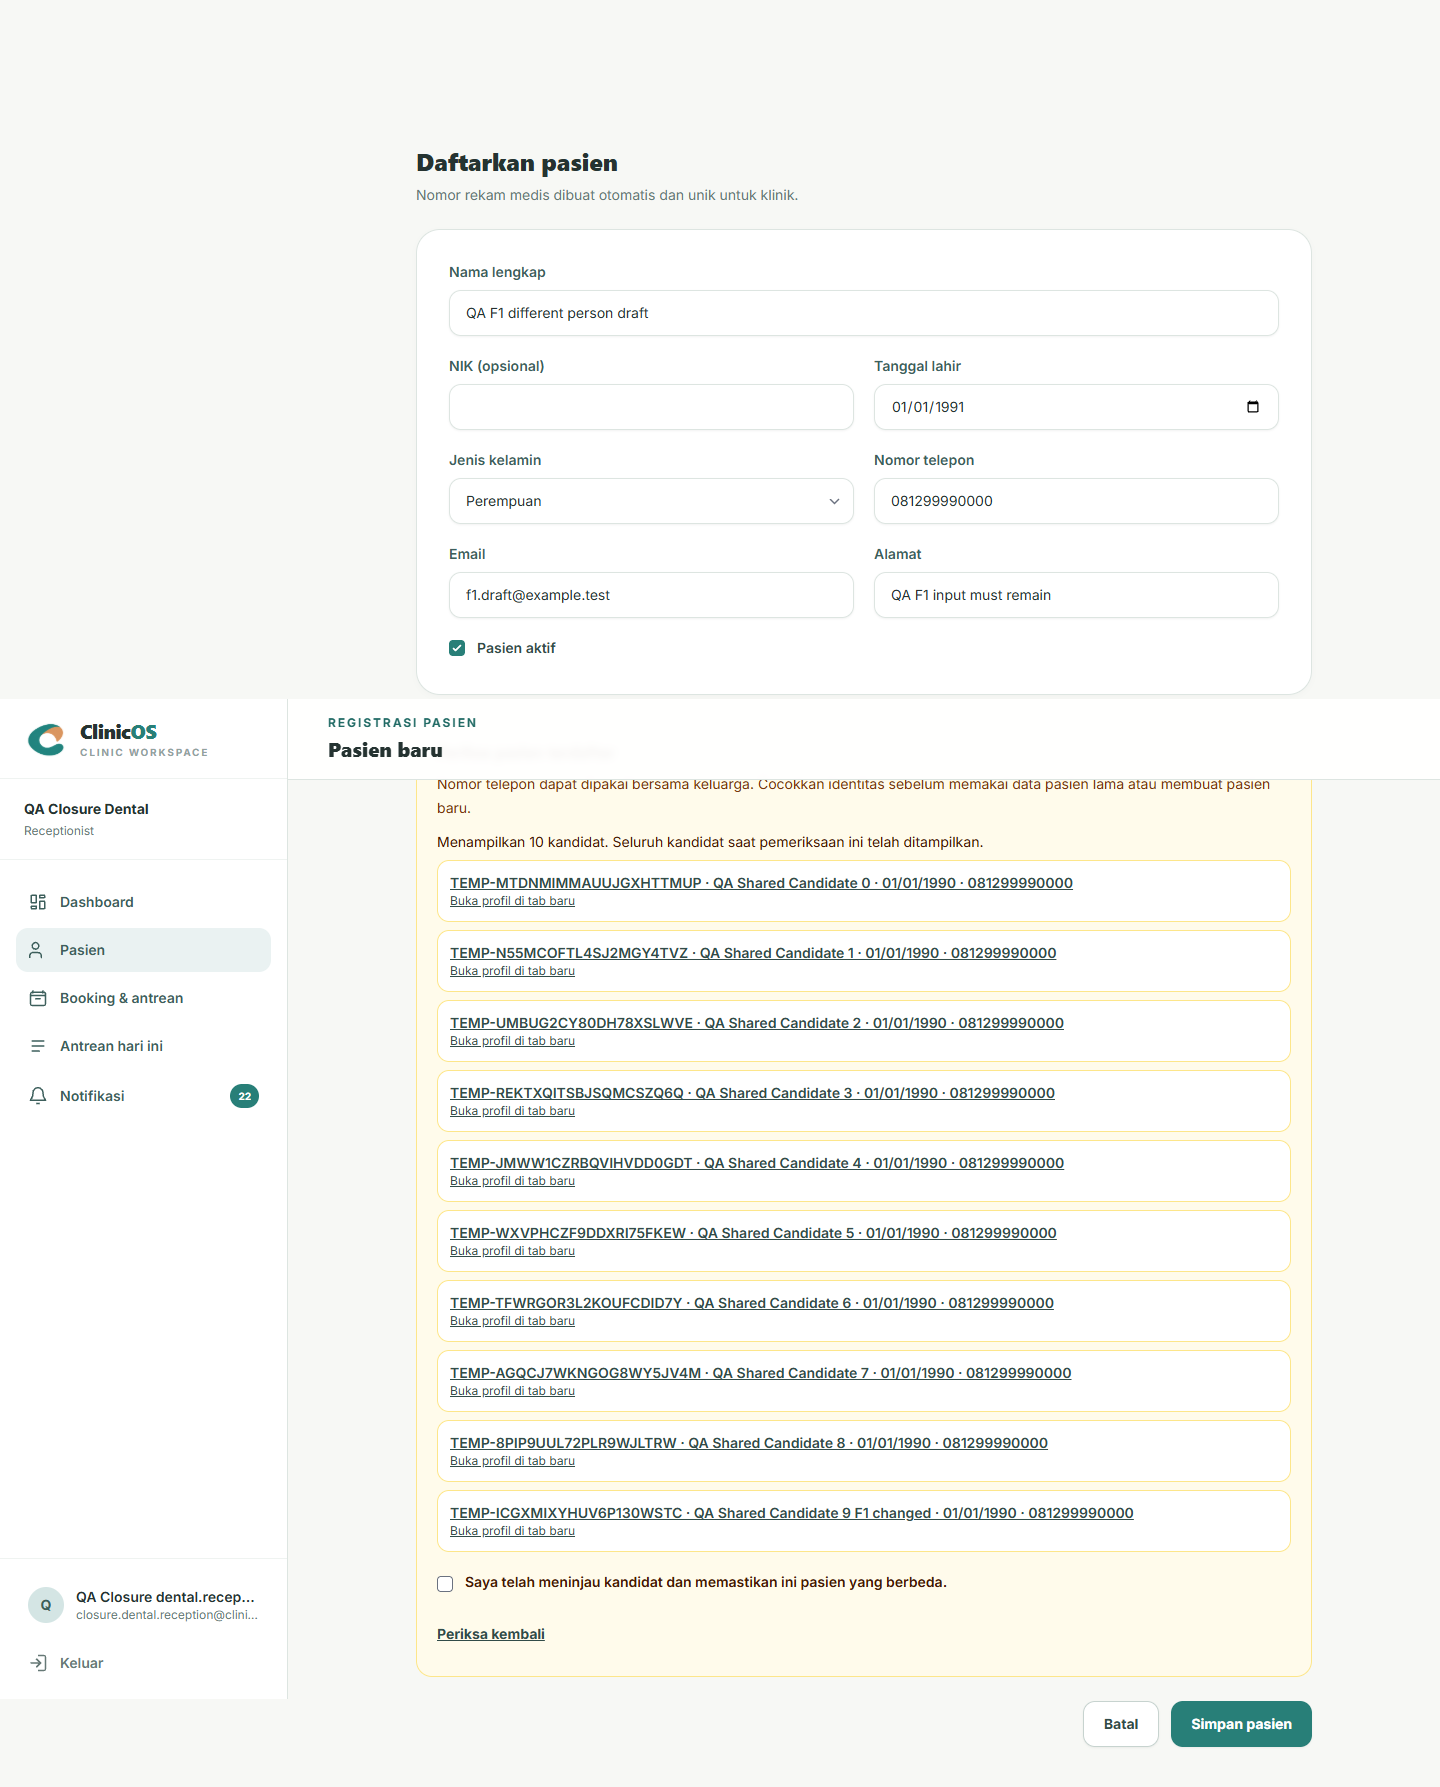 Daftarkan pasien
Nomor rekam medis dibuat otomatis dan unik untuk klinik.
Nama lengkap
QA F1 different person draft
NIK (opsional)
Tanggal lahir
01/01/1991
Jenis kelamin
Nomor telepon
Perempuan
081299990000
Email
Alamat
f1.draft@example.test
QA F1 input must remain
Pasien aktif
ClinicOS
CLINIC WORKSPACE
QA Closure Dental
Receptionist
Dashboard
Pasien
Booking & antrean
Antrean hari ini
Notifikasi
22
Q
QA Closure dental.recep...
closure.dental.reception@clini...
Keluar
REGISTRASI PASIEN
Pasien baru
Nomor telepon dapat dipakai bersama keluarga. Cocokkan identitas sebelum memakai data pasien lama atau membuat pasien
baru.
Menampilkan 10 kandidat. Seluruh kandidat saat pemeriksaan ini telah ditampilkan.
TEMP-MTDNMIMMAUUJGXHTTMUP · QA Shared Candidate 0 · 01/01/1990 · 081299990000
Buka profil di tab baru
TEMP-N55MCOFTL4SJ2MGY4TVZ · QA Shared Candidate 1 · 01/01/1990 · 081299990000
Buka profil di tab baru
TEMP-UMBUG2CY80DH78XSLWVE · QA Shared Candidate 2 · 01/01/1990 · 081299990000
Buka profil di tab baru
TEMP-REKTXQITSBJSQMCSZQ6Q · QA Shared Candidate 3 · 01/01/1990 · 081299990000
Buka profil di tab baru
TEMP-JMWW1CZRBQVIHVDD0GDT · QA Shared Candidate 4 · 01/01/1990 · 081299990000
Buka profil di tab baru
TEMP-WXVPHCZF9DDXRI75FKEW · QA Shared Candidate 5 · 01/01/1990 · 081299990000
Buka profil di tab baru
TEMP-TFWRGOR3L2KOUFCDID7Y · QA Shared Candidate 6 · 01/01/1990 · 081299990000
Buka profil di tab baru
TEMP-AGQCJ7WKNGOG8WY5JV4M · QA Shared Candidate 7 · 01/01/1990 · 081299990000
Buka profil di tab baru
TEMP-8PIP9UUL72PLR9WJLTRW · QA Shared Candidate 8 · 01/01/1990 · 081299990000
Buka profil di tab baru
TEMP-ICGXMIXYHUV6P130WSTC · QA Shared Candidate 9 F1 changed · 01/01/1990 · 081299990000
Buka profil di tab baru
Saya telah meninjau kandidat dan memastikan ini pasien yang berbeda.
Periksa kembali
Batal
Simpan pasien